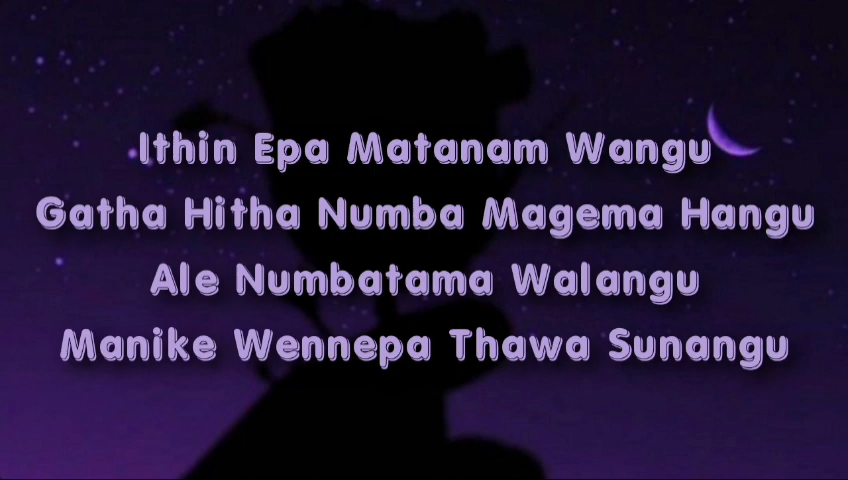 Ithin Epa Matanam Wangu
Gatha Hitha Numba Magema Hangu
Ale Numbatama Walangu
Manike Wennepa Thawa Sunangu